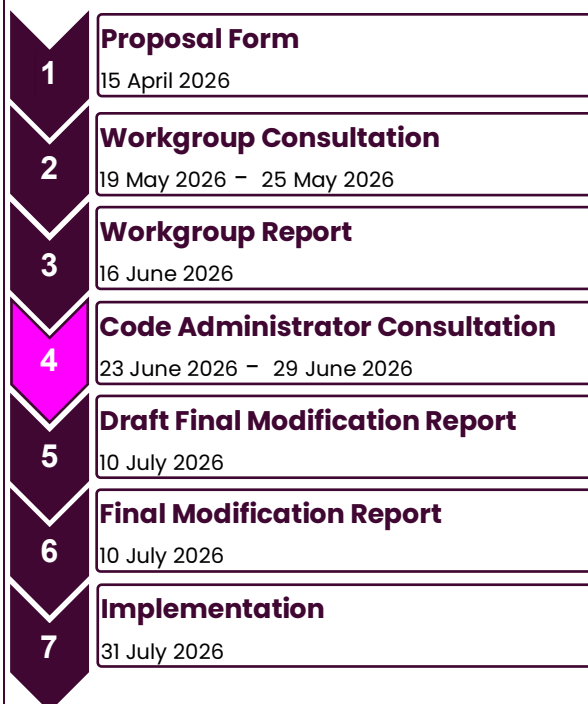 1
Proposal Form
15 April 2026
2
Workgroup Consultation
19 May 2026 – 25 May 2026
3
Workgroup Report
16 June 2026
4
Code Administrator Consultation
23 June 2026 – 29 June 2026
5
Draft Final Modification Report
10 July 2026
6
Final Modification Report
10 July 2026
7
Implementation
31 July 2026